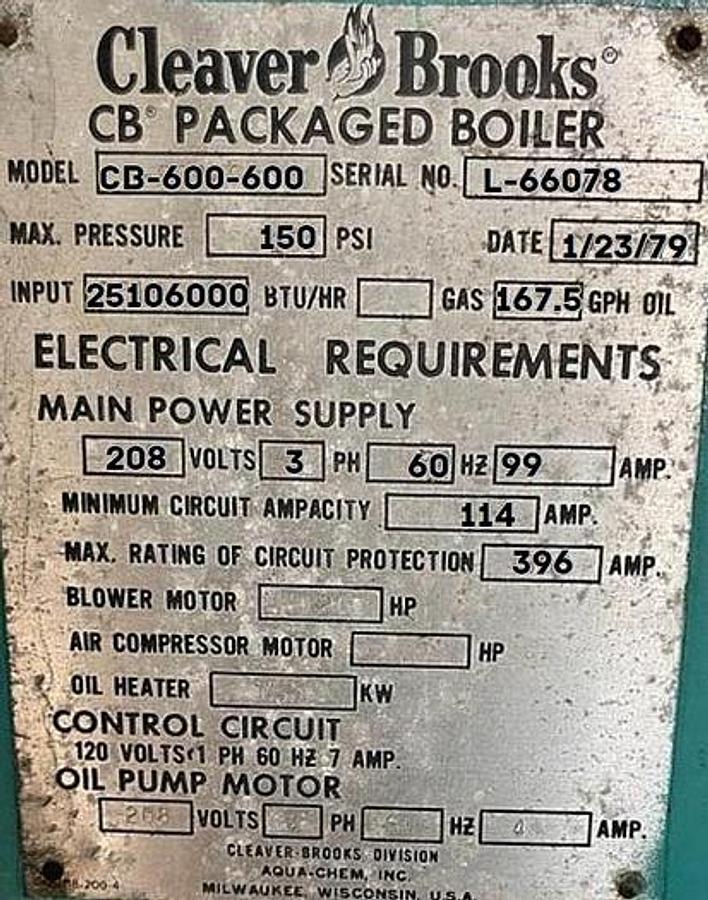 Cleaver Brooks®
CB® PACKAGED BOILER
MODEL CB-600-600 SERIAL NO. L-66078
MAX. PRESSURE 150 PSI DATE 1/23/79
INPUT 25106000 BTU/HR GAS 167.5 GPH OIL
ELECTRICAL REQUIREMENTS
MAIN POWER SUPPLY
208 VOLTS 3 PH 60 HZ 99 AMP.
MINIMUM CIRCUIT AMPACITY 114 AMP.
MAX. RATING OF CIRCUIT PROTECTION 396 AMP.
BLOWER MOTOR HP
AIR COMPRESSOR MOTOR HP
OIL HEATER KW
CONTROL CIRCUIT
120 VOLTS 1 PH 60 HZ 7 AMP.
OIL PUMP MOTOR
208 VOLTS PH HZ AMP.
CLEAVER-BROOKS DIVISION
AQUA-CHEM, INC.
MILWAUKEE, WISCONSIN, U.S.A.